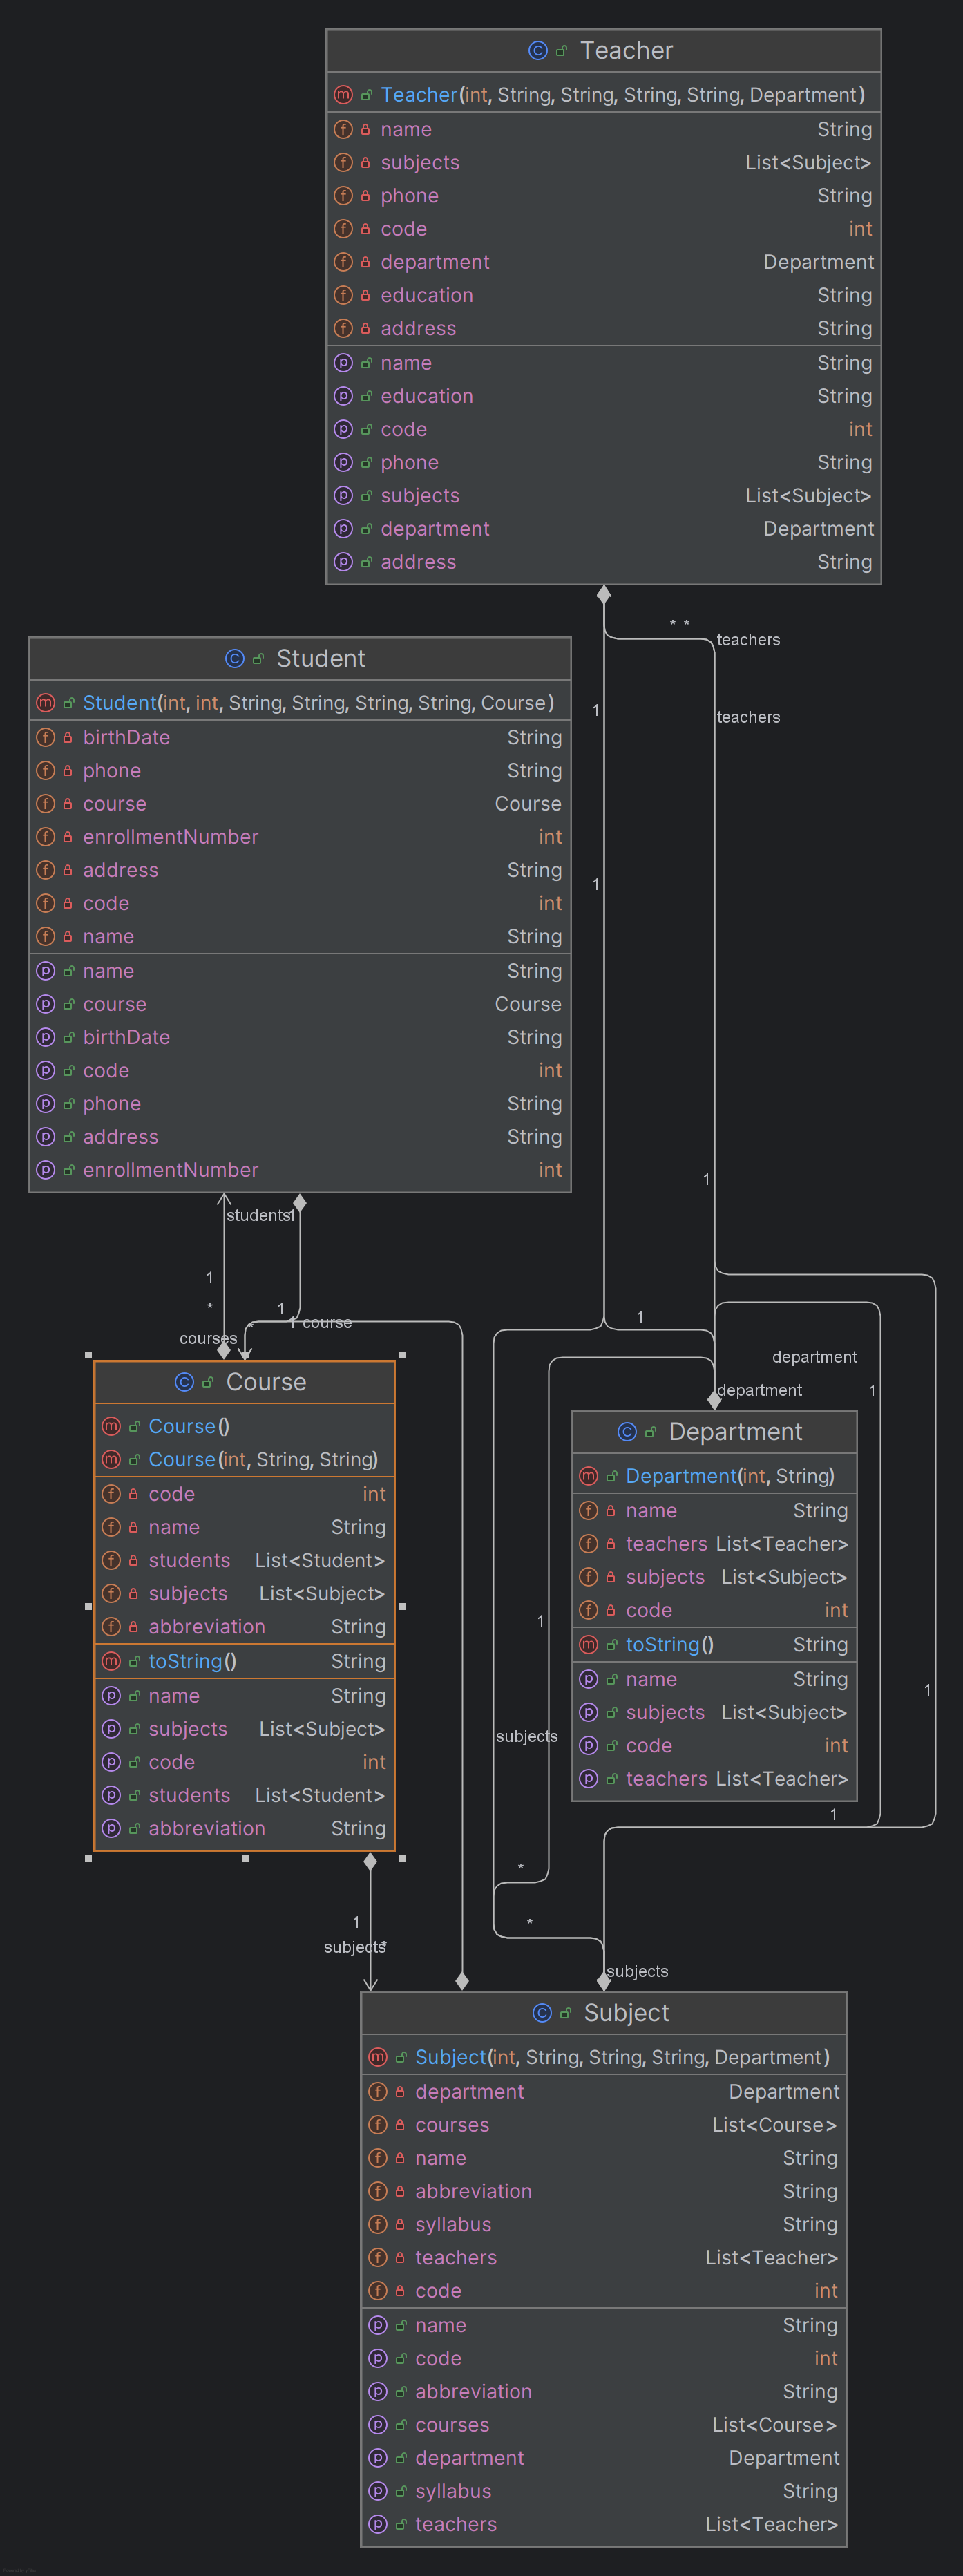 Teacher
Teacher(int, String, String, String, String, Department)
name String
subjects List<Subject>
phone String
code int
department Department
education String
address String
name String
education String
code int
phone String
subjects List<Subject>
department Department
address String
* *
teachers
1
teachers
1
Student
Student(int, int, String, String, String, String, Course)
birthDate String
phone String
course Course
enrollmentNumber int
address String
code int
name String
name String
course Course
birthDate String
code int
phone String
address String
enrollmentNumber int
1
students 1
1
*
1
1 course
*
courses
1
department
1
department
Course
Course()
Course(int, String, String)
code int
name String
students List<Student>
subjects List<Subject>
abbreviation String
toString() String
name String
subjects List<Subject>
code int
students List<Student>
abbreviation String
Department
Department(int, String)
name String
teachers List<Teacher>
subjects List<Subject>
code int
toString() String
name String
subjects List<Subject>
code int
teachers List<Teacher>
1
1
subjects
1
*
1
*
subjects*
subjects
Subject
Subject(int, String, String, String, Department)
department Department
courses List<Course>
name String
abbreviation String
syllabus String
teachers List<Teacher>
code int
name String
code int
abbreviation String
courses List<Course>
department Department
syllabus String
teachers List<Teacher>